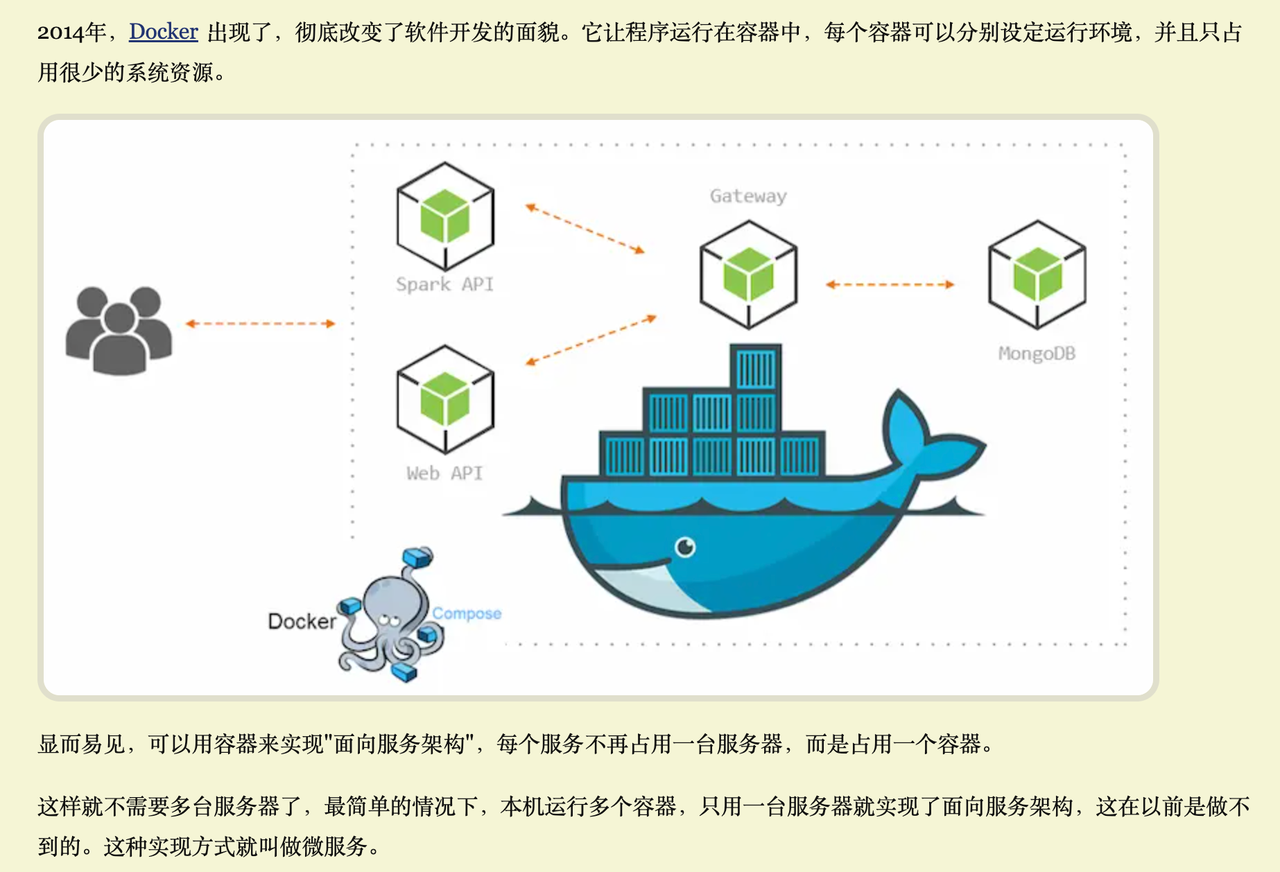 2014年，Docker 出现了，彻底改变了软件开发的面貌。它让程序运行在容器中，每个容器可以分别设定运行环境，并且只占
用很少的系统资源。
Gateway
Spark API
MongoDB
Web API
Docker Compose
显而易见，可以用容器来实现"面向服务架构"，每个服务不再占用一台服务器，而是占用一个容器。
这样就不需要多台服务器了，最简单的情况下，本机运行多个容器，只用一台服务器就实现了面向服务架构，这在以前是做不
到的。这种实现方式就叫做微服务。